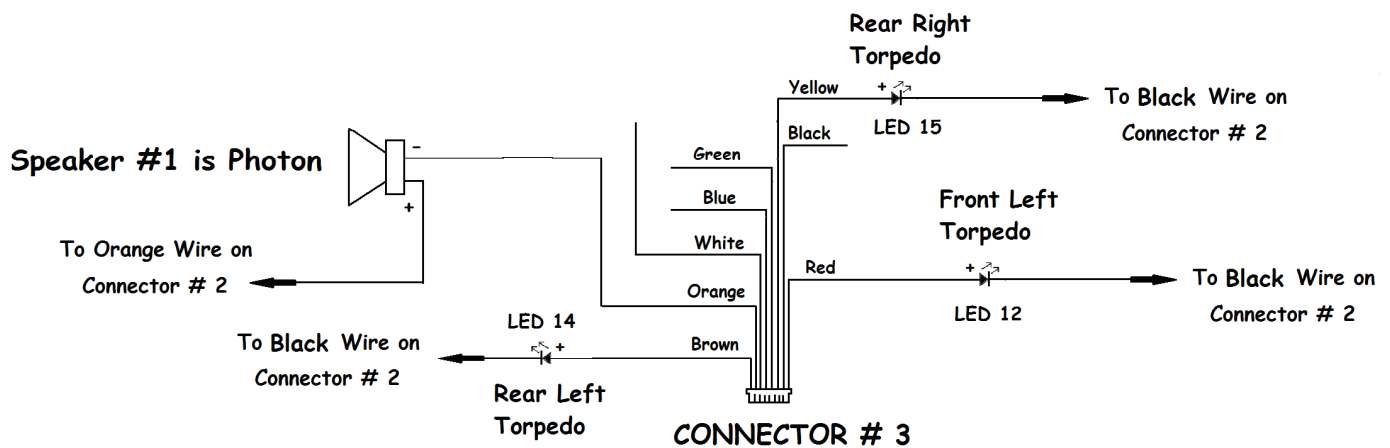 Rear Right
Torpedo
Yellow
+
LED 15
To Black Wire on
Connector # 2
Black
Speaker #1 is Photon
-
+
Green
Blue
White
Orange
Brown
To Orange Wire on
Connector # 2
Front Left
Torpedo
Red
+
LED 12
To Black Wire on
Connector # 2
LED 14
+
To Black Wire on
Connector # 2
Rear Left
Torpedo
CONNECTOR # 3